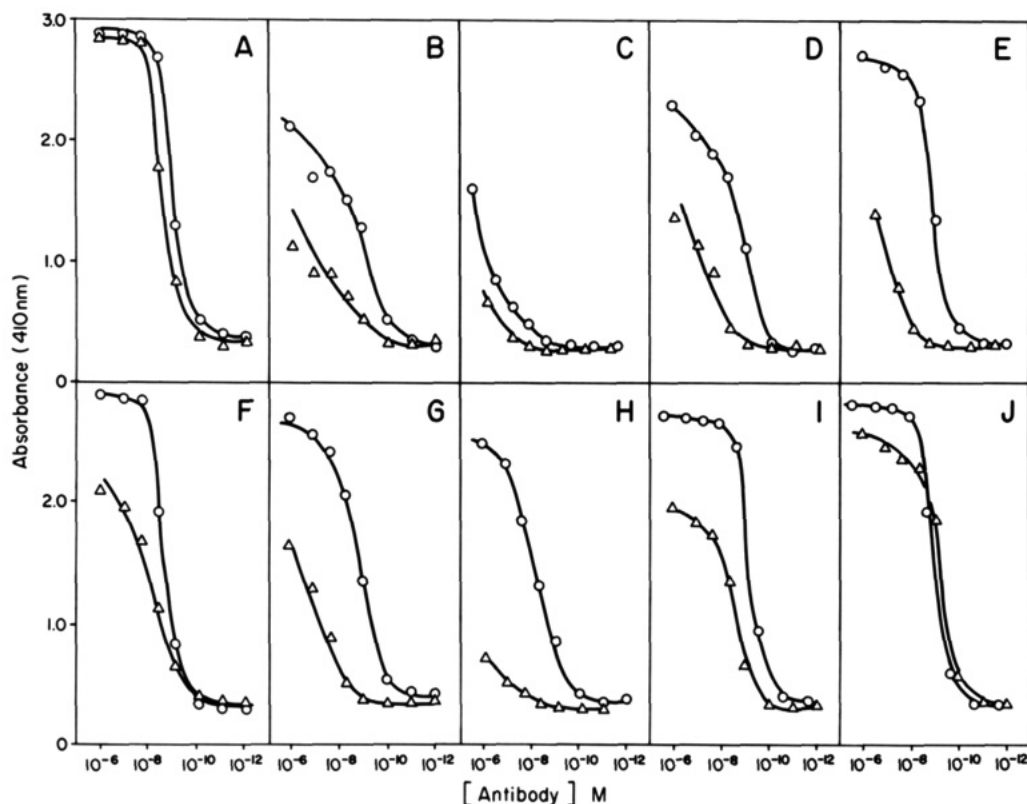 3.0
A
B
C
D
E
2.0
1.0
0
Absorbance (410nm)
F
G
H
I
J
2.0
1.0
0
10⁻⁶ 10⁻⁸ 10⁻¹⁰ 10⁻¹² 10⁻⁶ 10⁻⁸ 10⁻¹⁰ 10⁻¹² 10⁻⁶ 10⁻⁸ 10⁻¹⁰ 10⁻¹² 10⁻⁶ 10⁻⁸ 10⁻¹⁰ 10⁻¹² 10⁻⁶ 10⁻⁸ 10⁻¹⁰ 10⁻¹²
[ Antibody ] M